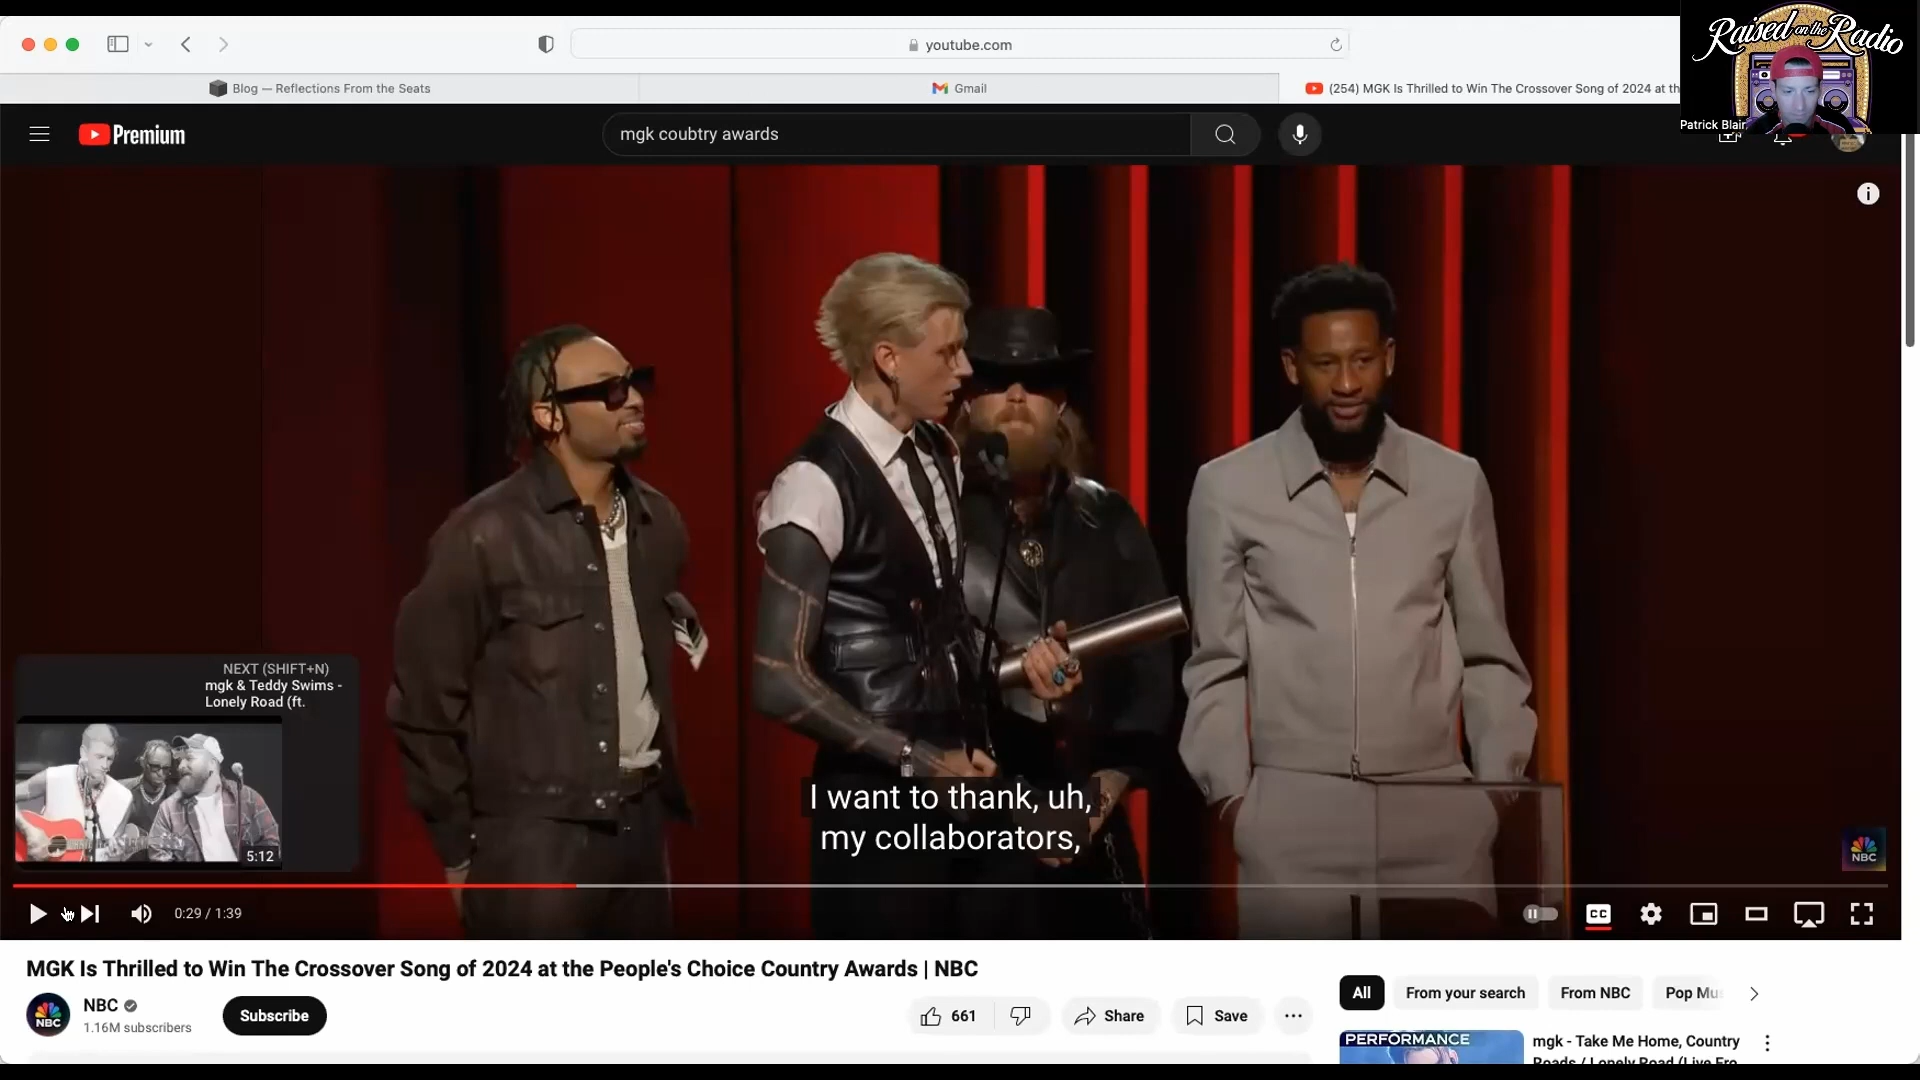 youtube.com
Raised on the Radio
Blog — Reflections From the Seats
Gmail
(254) MGK Is Thrilled to Win The Crossover Song of 2024 at th
Patrick Blair
Premium
mgk coubtry awards
NEXT (SHIFT+N)
mgk & Teddy Swims -
Lonely Road (ft.
5:12
I want to thank, uh,
my collaborators,
NBC
0:29 / 1:39
CC
MGK Is Thrilled to Win The Crossover Song of 2024 at the People's Choice Country Awards | NBC
NBC
NBC
1.16M subscribers
Subscribe
661
Share
Save
All
From your search
From NBC
Pop Mu
PERFORMANCE
mgk - Take Me Home, Country
Roads / Lonely Road (Live Fro